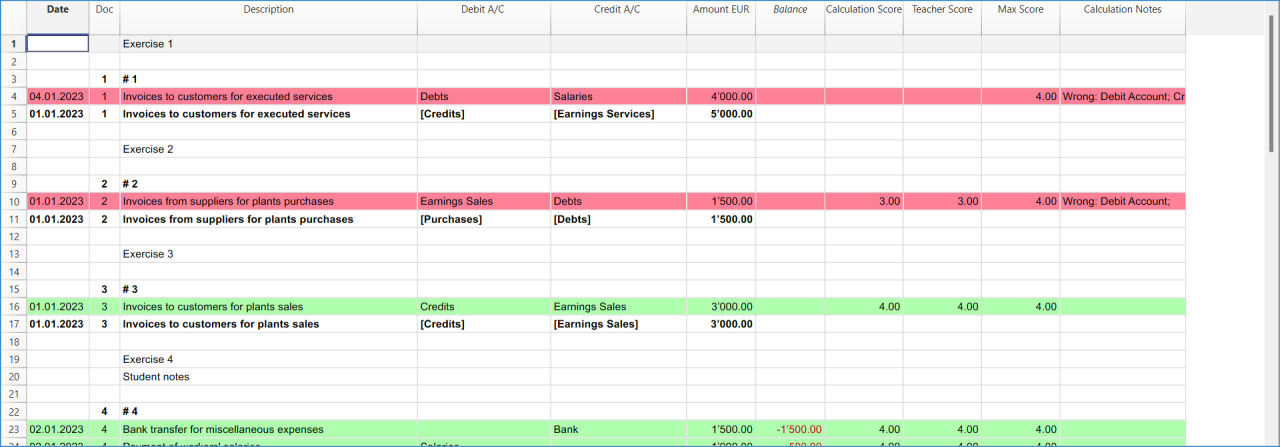 Date Doc Description Debit A/C Credit A/C Amount EUR Balance Calculation Score Teacher Score Max Score Calculation Notes
1 Exercise 1
2
3 1 # 1
4 04.01.2023 1 Invoices to customers for executed services Debts Salaries 4'000.00 4.00 Wrong: Debit Account; Cr
5 01.01.2023 1 Invoices to customers for executed services [Credits] [Earnings Services] 5'000.00
6
7 Exercise 2
8
9 2 # 2
10 01.01.2023 2 Invoices from suppliers for plants purchases Earnings Sales Debts 1'500.00 3.00 3.00 4.00 Wrong: Debit Account;
11 01.01.2023 2 Invoices from suppliers for plants purchases [Purchases] [Debts] 1'500.00
12
13 Exercise 3
14
15 3 # 3
16 01.01.2023 3 Invoices to customers for plants sales Credits Earnings Sales 3'000.00 4.00 4.00 4.00
17 01.01.2023 3 Invoices to customers for plants sales [Credits] [Earnings Sales] 3'000.00
18
19 Exercise 4
20 Student notes
21
22 4 # 4
23 02.01.2023 4 Bank transfer for miscellaneous expenses Bank 1'500.00 -1'500.00 4.00 4.00 4.00